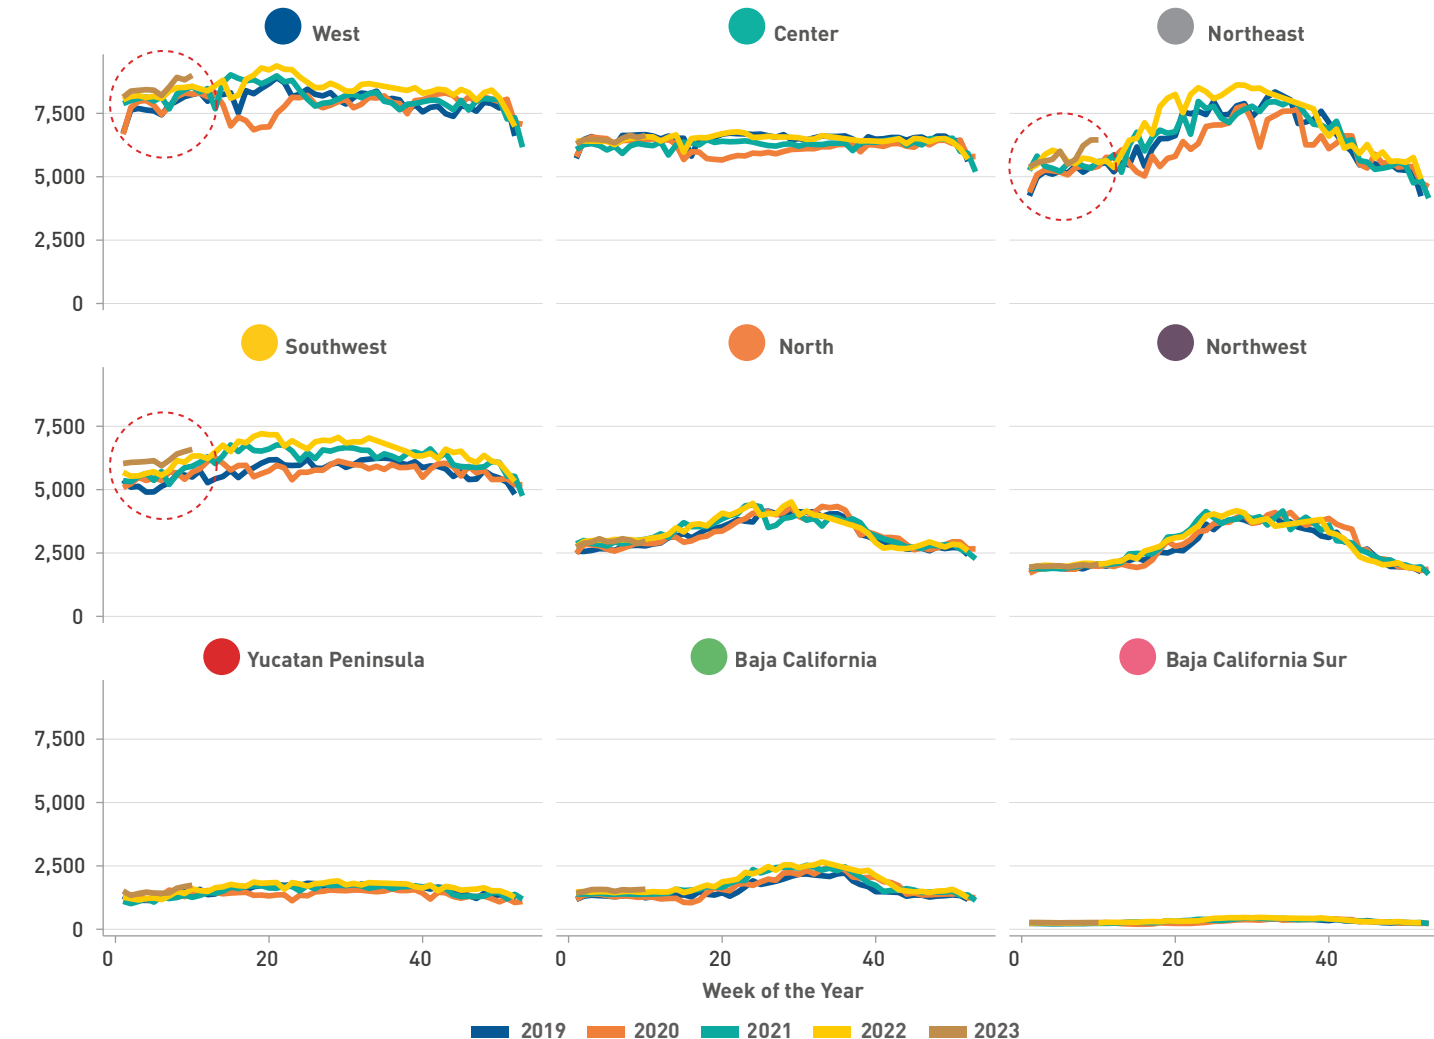 West
Center
Northeast
7,500
5,000
2,500
0
Southwest
North
Northwest
7,500
5,000
2,500
0
Yucatan Peninsula
Baja California
Baja California Sur
7,500
5,000
2,500
0
0 20 40 0 20 40 0 20 40
Week of the Year
2019 2020 2021 2022 2023